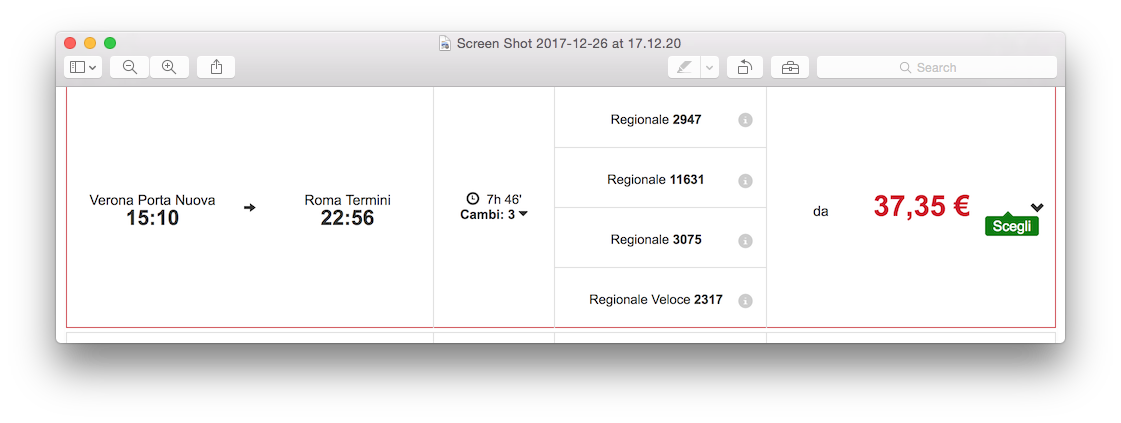 Screen Shot 2017-12-26 at 17.12.20
Search
Verona Porta Nuova
15:10
Roma Termini
22:56
7h 46'
Cambi: 3
Regionale 2947
Regionale 11631
Regionale 3075
Regionale Veloce 2317
da
37,35 €
Scegli